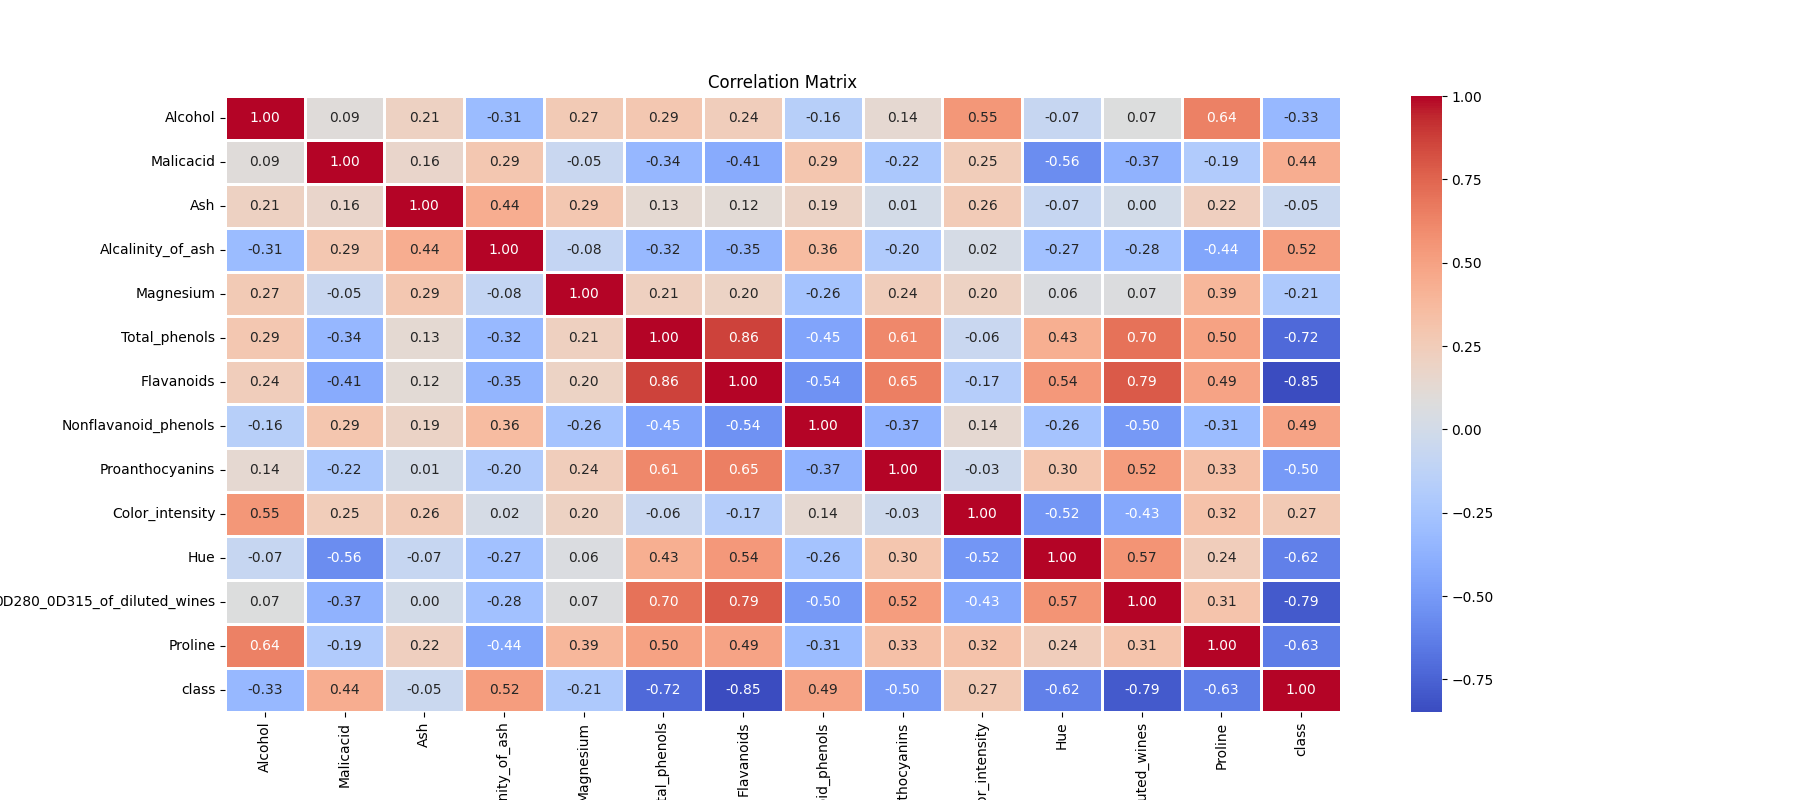 Correlation Matrix
Alcohol 1.00 0.09 0.21 -0.31 0.27 0.29 0.24 -0.16 0.14 0.55 -0.07 0.07 0.64 -0.33
Malicacid 0.09 1.00 0.16 0.29 -0.05 -0.34 -0.41 0.29 -0.22 0.25 -0.56 -0.37 -0.19 0.44
Ash 0.21 0.16 1.00 0.44 0.29 0.13 0.12 0.19 0.01 0.26 -0.07 0.00 0.22 -0.05
Alcalinity_of_ash -0.31 0.29 0.44 1.00 -0.08 -0.32 -0.35 0.36 -0.20 0.02 -0.27 -0.28 -0.44 0.52
Magnesium 0.27 -0.05 0.29 -0.08 1.00 0.21 0.20 -0.26 0.24 0.20 0.06 0.07 0.39 -0.21
Total_phenols 0.29 -0.34 0.13 -0.32 0.21 1.00 0.86 -0.45 0.61 -0.06 0.43 0.70 0.50 -0.72
Flavanoids 0.24 -0.41 0.12 -0.35 0.20 0.86 1.00 -0.54 0.65 -0.17 0.54 0.79 0.49 -0.85
Nonflavanoid_phenols -0.16 0.29 0.19 0.36 -0.26 -0.45 -0.54 1.00 -0.37 0.14 -0.26 -0.50 -0.31 0.49
Proanthocyanins 0.14 -0.22 0.01 -0.20 0.24 0.61 0.65 -0.37 1.00 -0.03 0.30 0.52 0.33 -0.50
Color_intensity 0.55 0.25 0.26 0.02 0.20 -0.06 -0.17 0.14 -0.03 1.00 -0.52 -0.43 0.32 0.27
Hue -0.07 -0.56 -0.07 -0.27 0.06 0.43 0.54 -0.26 0.30 -0.52 1.00 0.57 0.24 -0.62
0D280_0D315_of_diluted_wines 0.07 -0.37 0.00 -0.28 0.07 0.70 0.79 -0.50 0.52 -0.43 0.57 1.00 0.31 -0.79
Proline 0.64 -0.19 0.22 -0.44 0.39 0.50 0.49 -0.31 0.33 0.32 0.24 0.31 1.00 -0.63
class -0.33 0.44 -0.05 0.52 -0.21 -0.72 -0.85 0.49 -0.50 0.27 -0.62 -0.79 -0.63 1.00
Alcohol
Malicacid
Ash
nity_of_ash
Magnesium
tal_phenols
Flavanoids
id_phenols
thocyanins
or_intensity
Hue
uted_wines
Proline
class
1.00
0.75
0.50
0.25
0.00
−0.25
−0.50
−0.75